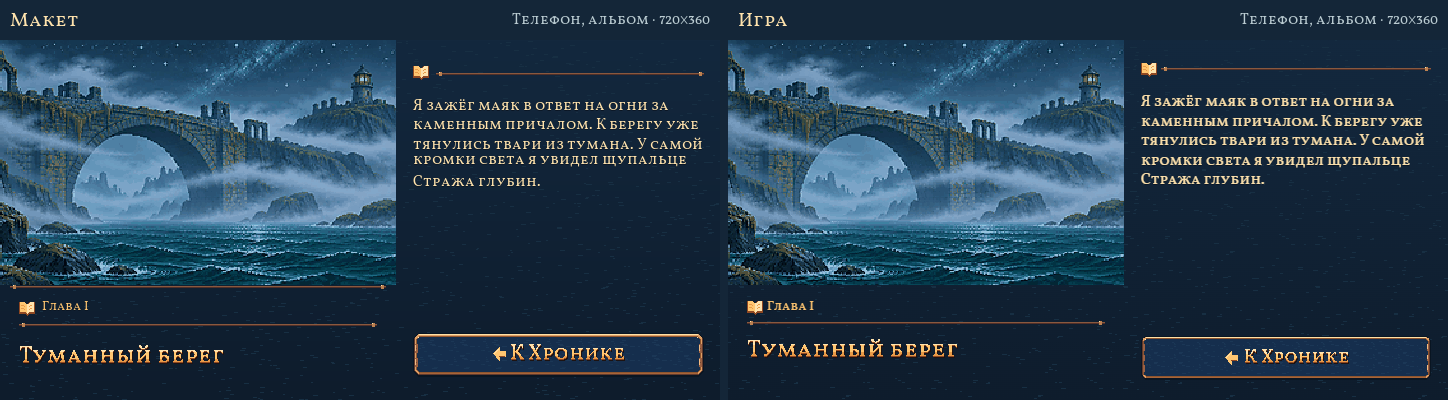 Макет
Телефон, альбом · 720×360
Я зажёг маяк в ответ на огни за
каменным причалом. К берегу уже
тянулись твари из тумана. У самой
кромки света я увидел щупальце
Стража глубин.
Глава I
Туманный берег
К Хронике
Игра
Телефон, альбом · 720×360
Я зажёг маяк в ответ на огни за
каменным причалом. К берегу уже
тянулись твари из тумана. У самой
кромки света я увидел щупальце
Стража глубин.
Глава I
Туманный берег
К Хронике